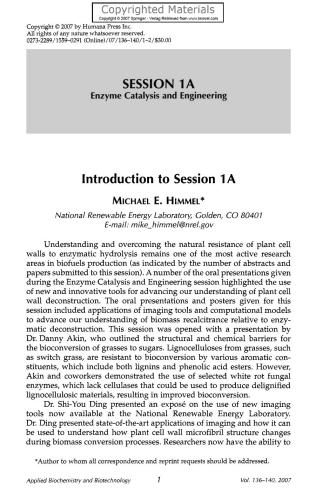 Copyrighted Materials
Copyright © 2007 Springer - Verlag Retrieved from www.knovel.com
Copyright © 2007 by Humana Press Inc.
All rights of any nature whatsoever reserved.
0273-2289/1559-0291 (Online)/07/136–140/1–2/$30.00
SESSION 1A
Enzyme Catalysis and Engineering
Introduction to Session 1A
MICHAEL E. HIMMEL*
National Renewable Energy Laboratory, Golden, CO 80401
E-mail: mike_himmel@nrel.gov
Understanding and overcoming the natural resistance of plant cell
walls to enzymatic hydrolysis remains one of the most active research
areas in biofuels production (as indicated by the number of abstracts and
papers submitted to this session). A number of the oral presentations given
during the Enzyme Catalysis and Engineering session highlighted the use
of new and innovative tools for advancing our understanding of plant cell
wall deconstruction. The oral presentations and posters given for this
session included applications of imaging tools and computational models
to advance our understanding of biomass recalcitrance relative to enzy-
matic deconstruction. This session was opened with a presentation by
Dr. Danny Akin, who outlined the structural and chemical barriers for
the bioconversion of grasses to sugars. Lignocelluloses from grasses, such
as switch grass, are resistant to bioconversion by various aromatic con-
stituents, which include both lignins and phenolic acid esters. However,
Akin and coworkers demonstrated the use of selected white rot fungal
enzymes, which lack cellulases that could be used to produce delignified
lignocellulosic materials, resulting in improved bioconversion.
Dr. Shi-You Ding presented an exposé on the use of new imaging
tools now available at the National Renewable Energy Laboratory.
Dr. Ding presented state-of-the-art applications of imaging and how it can
be used to understand how plant cell wall microfibril structure changes
during biomass conversion processes. Researchers now have the ability to
*Author to whom all correspondence and reprint requests should be addressed.
Applied Biochemistry and Biotechnology 1 Vol. 136–140, 2007